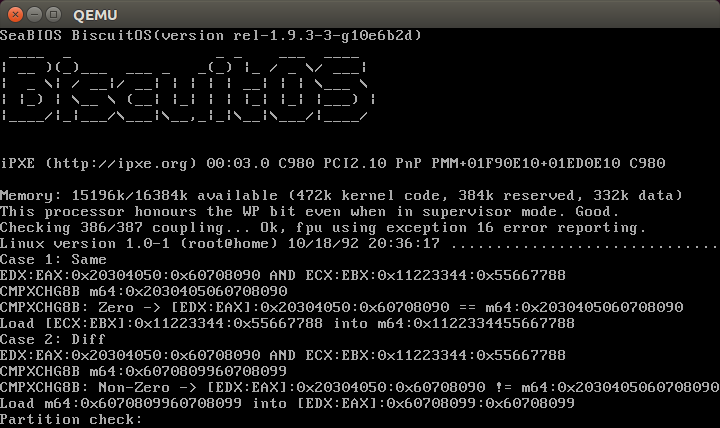 QEMU
SeaBIOS BiscuitOS(version rel-1.9.3-3-g10e6b2d)
BiscuitOS
iPXE (http://ipxe.org) 00:03.0 C980 PCI2.10 PnP PMM+01F90E10+01ED0E10 C980
Memory: 15196k/16384k available (472k kernel code, 384k reserved, 332k data)
This processor honours the WP bit even when in supervisor mode. Good.
Checking 386/387 coupling... Ok, fpu using exception 16 error reporting.
Linux version 1.0-1 (root@home) 10/18/92 20:36:17 ..............................
Case 1: Same
EDX:EAX:0x20304050:0x60708090 AND ECX:EBX:0x11223344:0x55667788
CMPXCHG8B m64:0x2030405060708090
CMPXCHG8B: Zero -> [EDX:EAX]:0x20304050:0x60708090 == m64:0x2030405060708090
Load [ECX:EBX]:0x11223344:0x55667788 into m64:0x1122334455667788
Case 2: Diff
EDX:EAX:0x20304050:0x60708090 AND ECX:EBX:0x11223344:0x55667788
CMPXCHG8B m64:0x6070809960708099
CMPXCHG8B: Non-Zero -> [EDX:EAX]:0x20304050:0x60708090 != m64:0x2030405060708090
Load m64:0x6070809960708099 into [EDX:EAX]:0x60708099:0x60708099
Partition check: